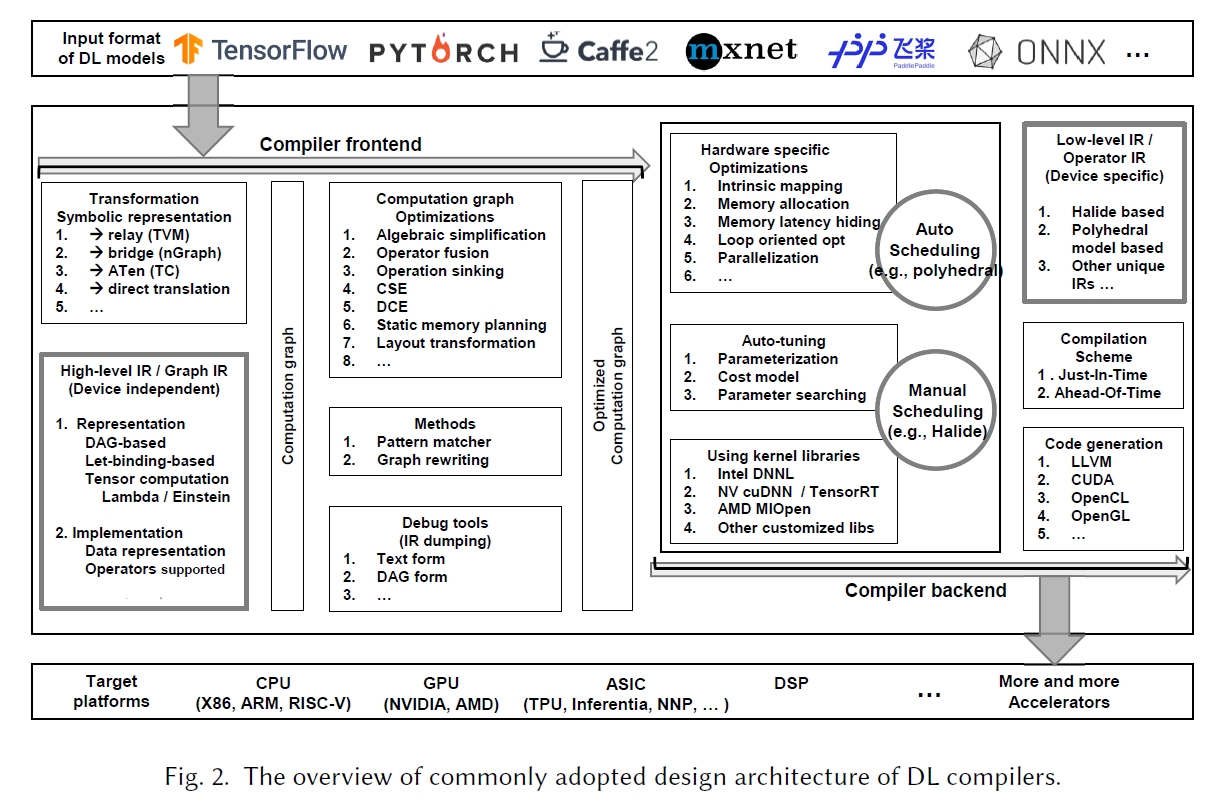 Input format
of DL models
TensorFlow
PYTORCH
Caffe2
mxnet
飞桨
PaddlePaddle
ONNX
...
Compiler frontend
Transformation
Symbolic representation
1. → relay (TVM)
2. → bridge (nGraph)
3. → ATen (TC)
4. → direct translation
5. ...
High-level IR / Graph IR
(Device independent)
1. Representation
DAG-based
Let-binding-based
Tensor computation
Lambda / Einstein
2. Implementation
Data representation
Operators supported
Computation graph
Computation graph
Optimizations
1. Algebraic simplification
2. Operator fusion
3. Operation sinking
4. CSE
5. DCE
6. Static memory planning
7. Layout transformation
8. ...
Methods
1. Pattern matcher
2. Graph rewriting
Debug tools
(IR dumping)
1. Text form
2. DAG form
3. ...
Optimized
Computation graph
Hardware specific
Optimizations
1. Intrinsic mapping
2. Memory allocation
3. Memory latency hiding
4. Loop oriented opt
5. Parallelization
6. ...
Auto
Scheduling
(e.g., polyhedral)
Auto-tuning
1. Parameterization
2. Cost model
3. Parameter searching
Manual
Scheduling
(e.g., Halide)
Using kernel libraries
1. Intel DNNL
2. NV cuDNN / TensorRT
3. AMD MIOpen
4. Other customized libs
Low-level IR /
Operator IR
(Device specific)
1. Halide based
2. Polyhedral
model based
3. Other unique
IRs ...
Compilation
Scheme
1 . Just-In-Time
2. Ahead-Of-Time
Code generation
1. LLVM
2. CUDA
3. OpenCL
4. OpenGL
5. ...
Compiler backend
Target
platforms
CPU
(X86, ARM, RISC-V)
GPU
(NVIDIA, AMD)
ASIC
(TPU, Inferentia, NNP, ... )
DSP
...
More and more
Accelerators
Fig. 2. The overview of commonly adopted design architecture of DL compilers.